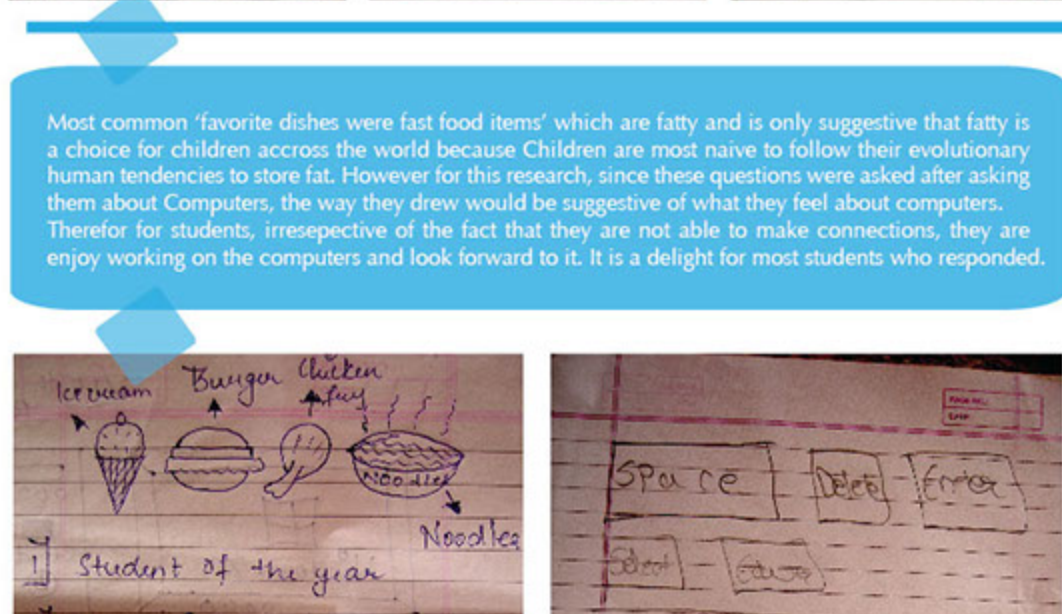 Most common 'favorite dishes were fast food items' which are fatty and is only suggestive that fatty is
a choice for children accross the world because Children are most naive to follow their evolutionary
human tendencies to store fat. However for this research, since these questions were asked after asking
them about Computers, the way they drew would be suggestive of what they feel about computers.
Therefor for students, irresepective of the fact that they are not able to make connections, they are
enjoy working on the computers and look forward to it. It is a delight for most students who responded.
Icecream Burger Chicken
fry
Noodles
Noodles
1 Student of the year
Space Delete Enter
Select